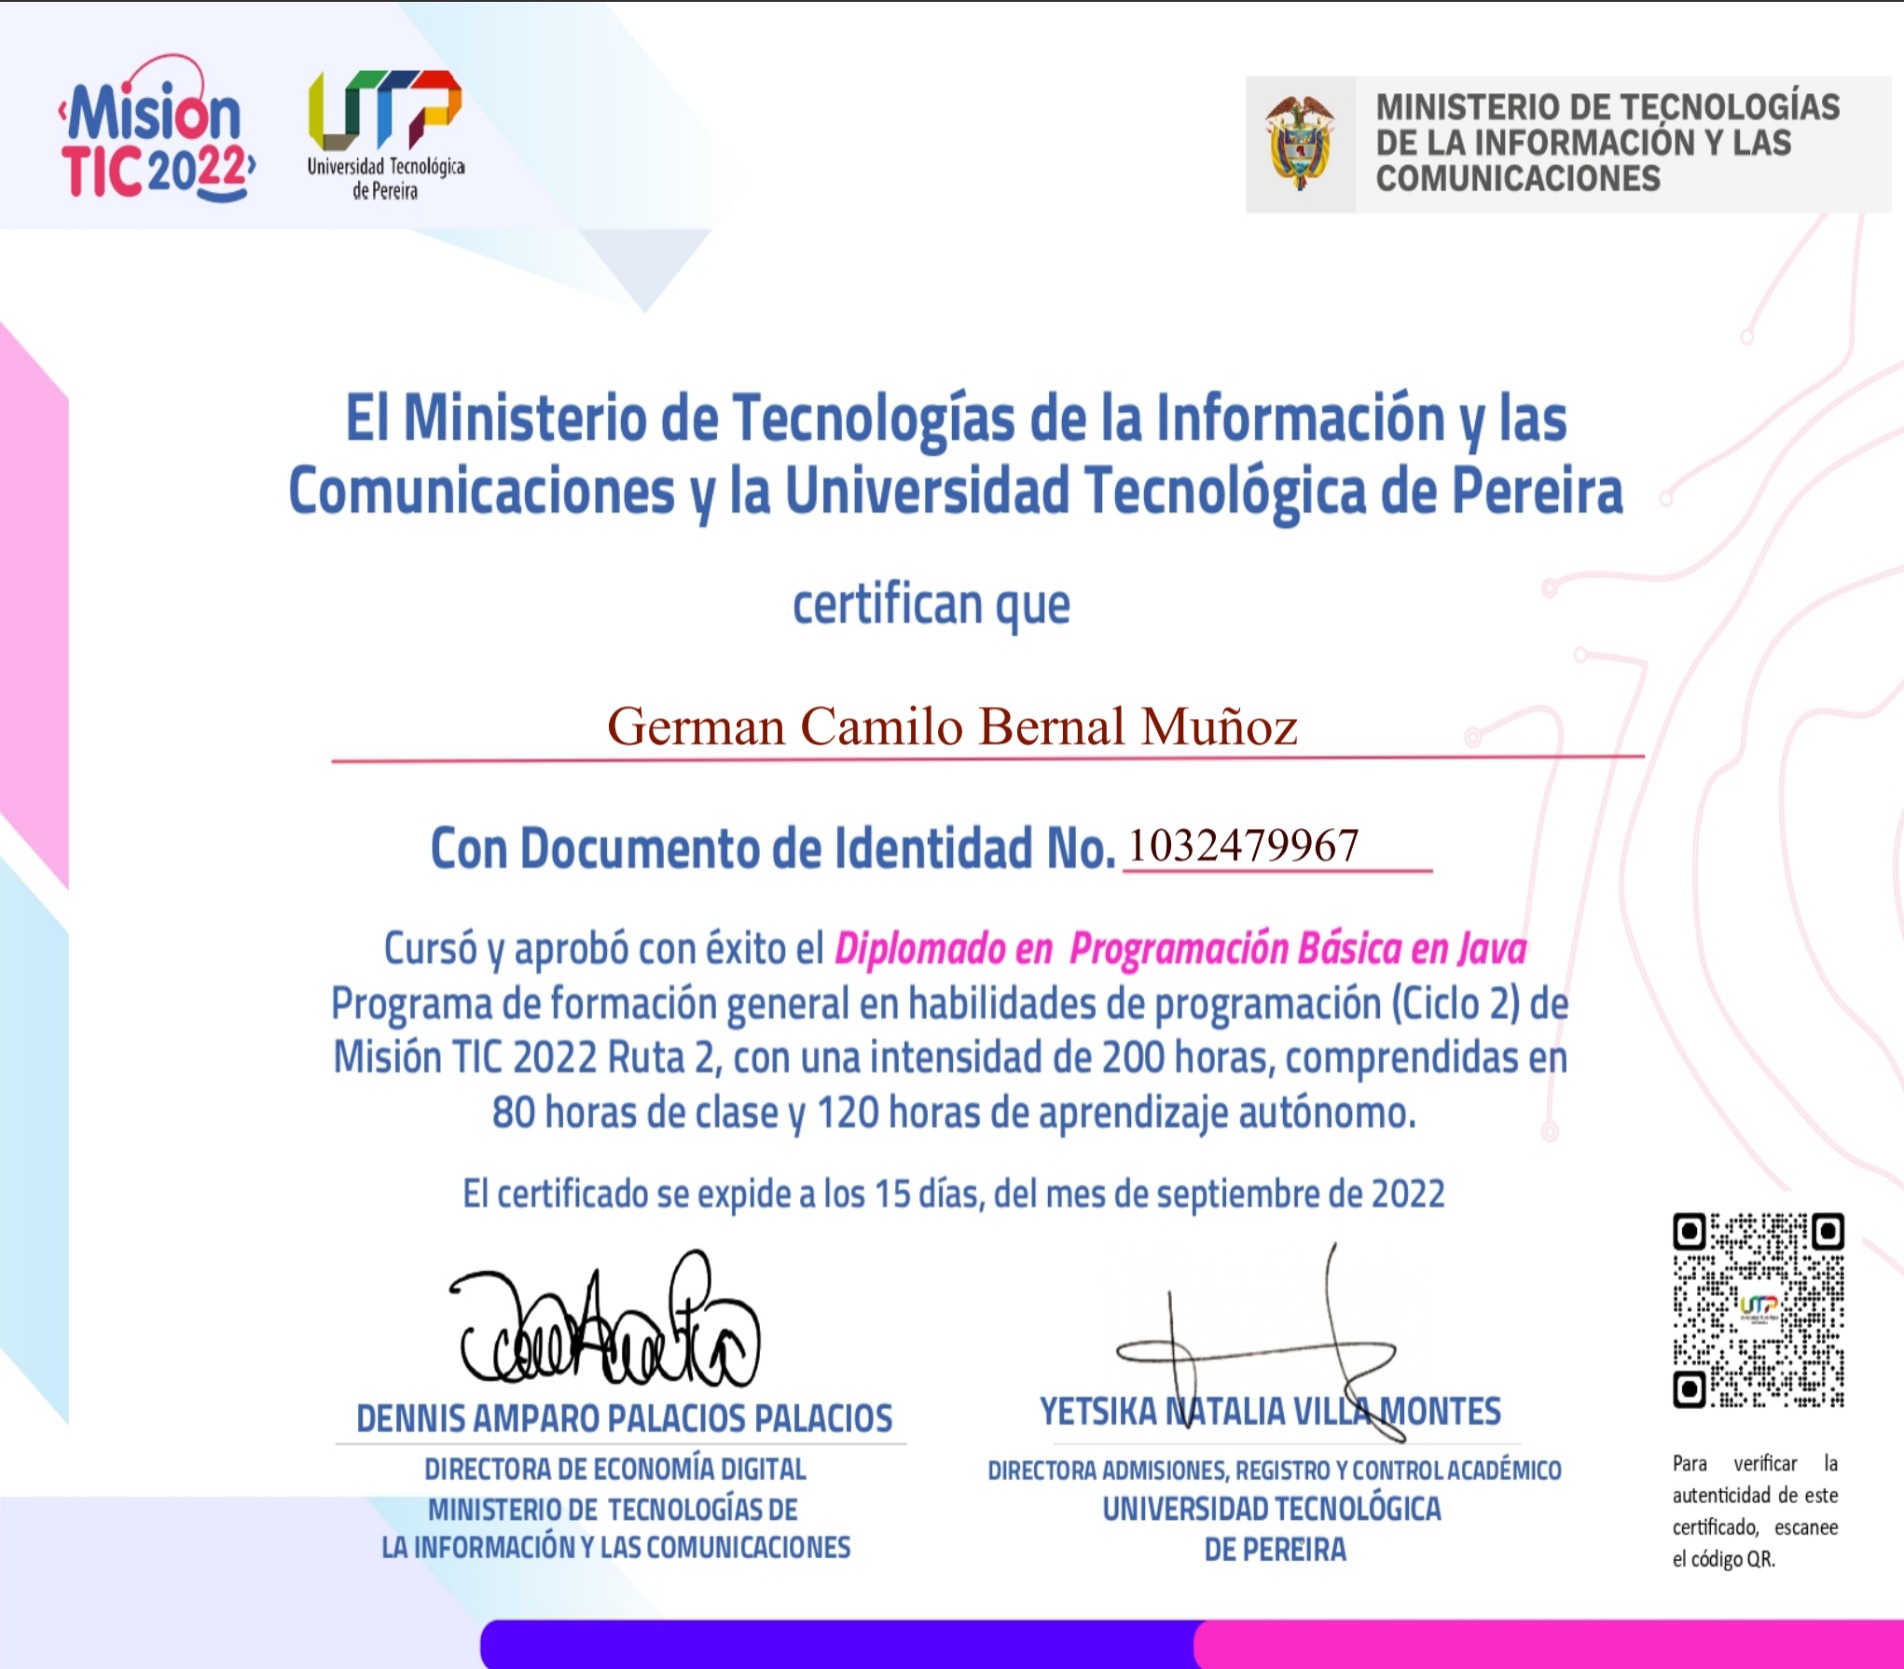 Misión
TIC 2022
UTP
Universidad Tecnológica
de Pereira
MINISTERIO DE TECNOLOGÍAS
DE LA INFORMACIÓN Y LAS
COMUNICACIONES
El Ministerio de Tecnologías de la Información y las
Comunicaciones y la Universidad Tecnológica de Pereira
certifican que
German Camilo Bernal Muñoz
Con Documento de Identidad No. 1032479967
Cursó y aprobó con éxito el Diplomado en Programación Básica en Java
Programa de formación general en habilidades de programación (Ciclo 2) de
Misión TIC 2022 Ruta 2, con una intensidad de 200 horas, comprendidas en
80 horas de clase y 120 horas de aprendizaje autónomo.
El certificado se expide a los 15 días, del mes de septiembre de 2022
DENNIS AMPARO PALACIOS PALACIOS
DIRECTORA DE ECONOMÍA DIGITAL
MINISTERIO DE TECNOLOGÍAS DE
LA INFORMACIÓN Y LAS COMUNICACIONES
YETSIKA NATALIA VILLA MONTES
DIRECTORA ADMISIONES, REGISTRO Y CONTROL ACADÉMICO
UNIVERSIDAD TECNOLÓGICA
DE PEREIRA
UTP
Para verificar la
autenticidad de este
certificado, escanee
el código QR.